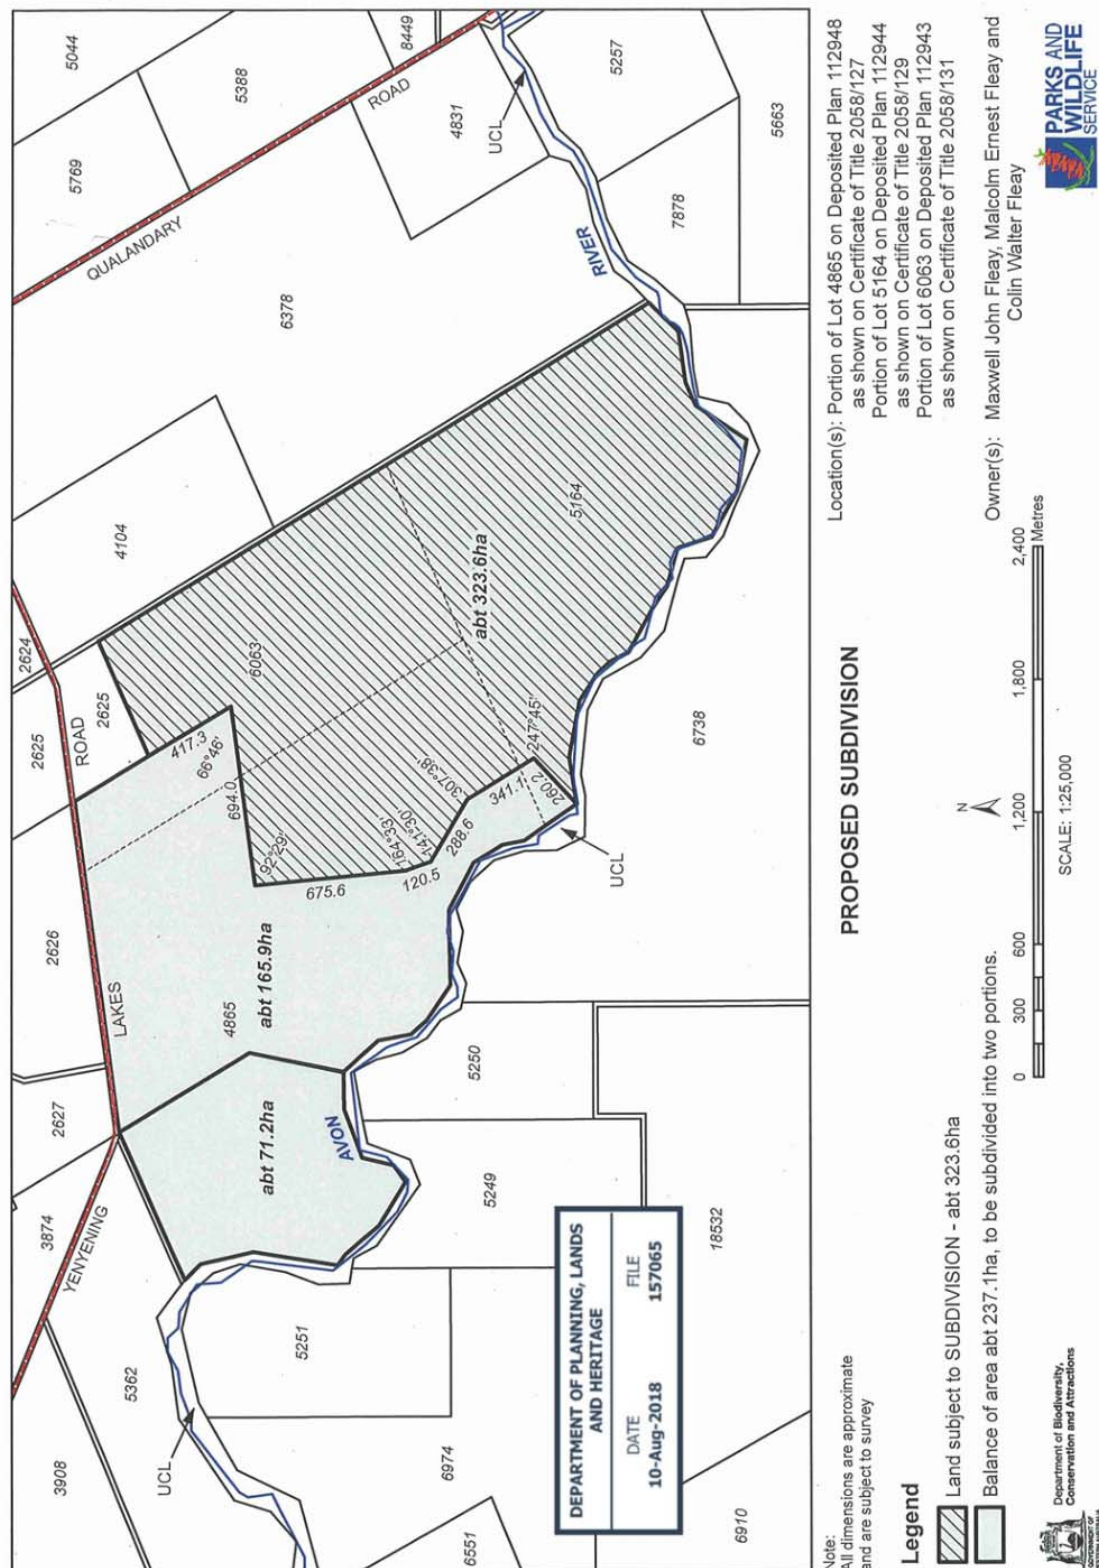 5044
5388
8449
5769
QUALANDARY
ROAD
4831
UCL
5257
5663
7878
RIVER
6378
4104
2624
2625
2625
ROAD
6063
417.3
66°46'
694.0
92°29'
675.6
164°33'
141°30'
120.5
288.6
307°38'
341.1
247°45'
260.2
abt 323.6ha
5164
2626
LAKES
4865
abt 165.9ha
UCL
6738
2627
abt 71.2ha
AVON
5250
5249
18532
3874
YENYENING
3908
5362
UCL
5251
6974
6551
6910
DEPARTMENT OF PLANNING, LANDS
AND HERITAGE
DATE
FILE
10-Aug-2018
157065
PROPOSED SUBDIVISION
Location(s): Portion of Lot 4865 on Deposited Plan 112948
as shown on Certificate of Title 2058/127
Portion of Lot 5164 on Deposited Plan 112944
as shown on Certificate of Title 2058/129
Portion of Lot 6063 on Deposited Plan 112943
as shown on Certificate of Title 2058/131
Owner(s): Maxwell John Fleay, Malcolm Ernest Fleay and
Colin Walter Fleay
Note:
All dimensions are approximate
and are subject to survey
Legend
Land subject to SUBDIVISION - abt 323.6ha
Balance of area abt 237.1ha, to be subdivided into two portions.
N
0 300 600 1,200 1,800 2,400
Metres
SCALE: 1:25,000
Department of Biodiversity,
Conservation and Attractions
GOVERNMENT OF
PARKS AND
WILDLIFE
SERVICE